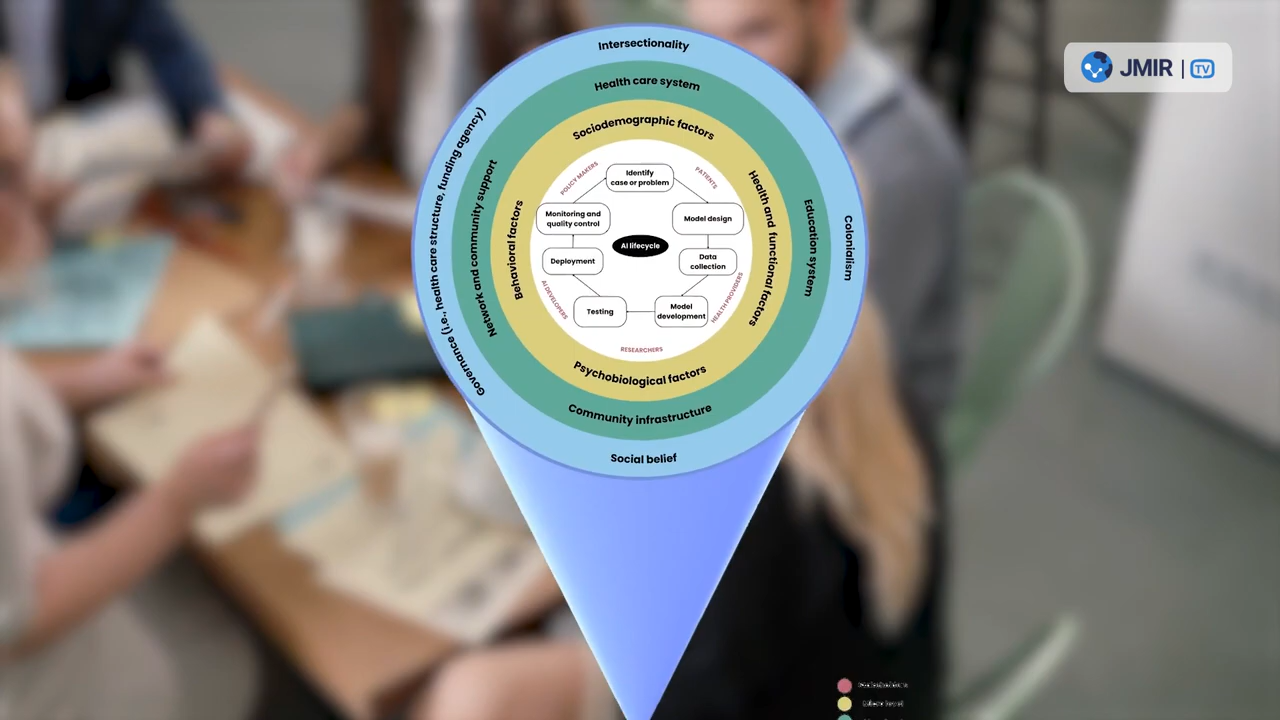 Intersectionality
Health care system
Sociodemographic factors
Governance (i.e., health care structure, funding agency)
Network and community support
Behavioral factors
Health and functional factors
Education system
Colonialism
POLICY MAKERS
PATIENTS
Identify
case or problem
Monitoring and
quality control
Model design
AI lifecycle
Deployment
Data
collection
AI DEVELOPERS
HEALTH PROVIDERS
Testing
Model
development
RESEARCHERS
Psychobiological factors
Community infrastructure
Social belief
JMIR | TV